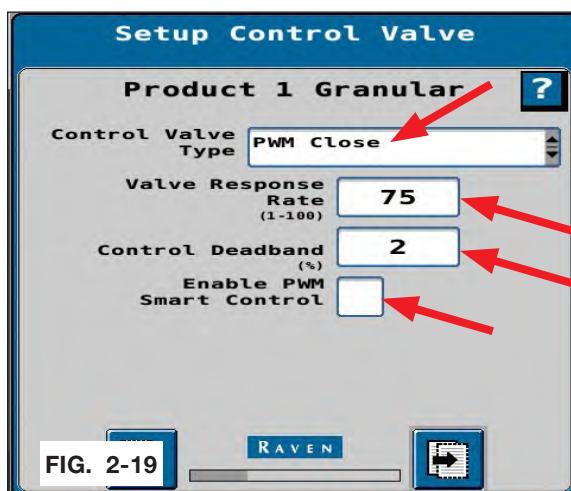 Setup Control Valve
Product 1 Granular
?
Control Valve
Type
PWM Close
Valve Response
Rate
(1-100)
75
Control Deadband
(%)
2
Enable PWM
Smart Control
FIG. 2-19
RAVEN